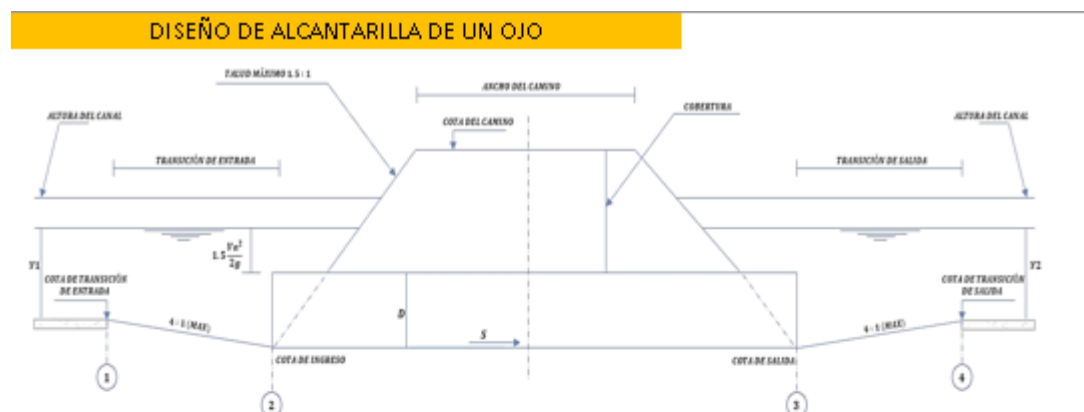 DISEÑO DE ALCANTARILLA DE UN OJO
TALUD MÁXIMO 1.5 : 1
ANCHO DEL CAMINO
COBERTURA
ALTURA DEL CANAL
COTA DEL CAMINO
ALTURA DEL CANAL
TRANSICIÓN DE ENTRADA
TRANSICIÓN DE SALIDA
1.5 Va²/2g
Y1
Y2
COTA DE TRANSICIÓN
DE ENTRADA
COTA DE TRANSICIÓN
DE SALIDA
4 : 1 (MAX)
D
S
4 : 1 (MAX)
COTA DE INGRESO
COTA DE SALIDA
1
2
3
4